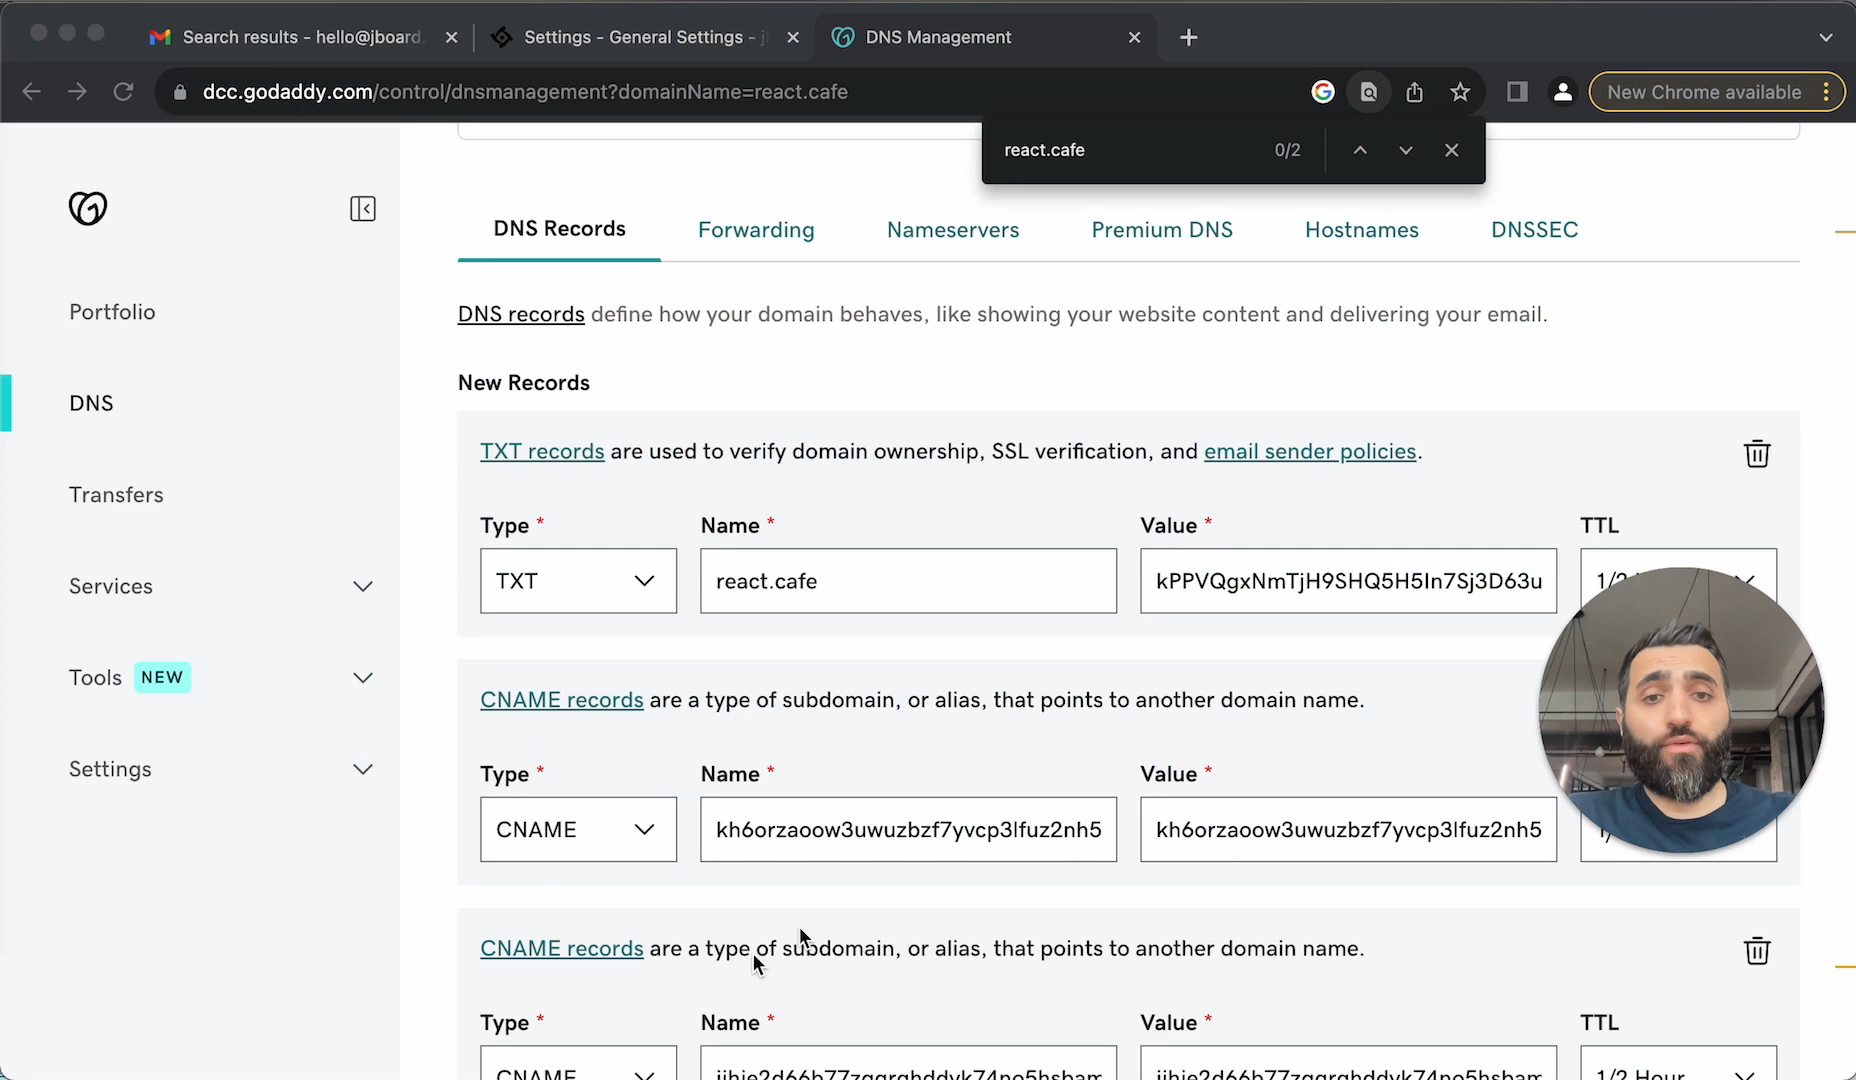 Search results - hello@jboard.
Settings - General Settings -
DNS Management
dcc.godaddy.com/control/dnsmanagement?domainName=react.cafe
New Chrome available
react.cafe 0/2
DNS Records
Forwarding
Nameservers
Premium DNS
Hostnames
DNSSEC
Portfolio
DNS
Transfers
Services
Tools NEW
Settings
DNS records define how your domain behaves, like showing your website content and delivering your email.
New Records
TXT records are used to verify domain ownership, SSL verification, and email sender policies.
Type * Name * Value * TTL
TXT react.cafe kPPVQgxNmTjH9SHQ5H5In7Sj3D63u
CNAME records are a type of subdomain, or alias, that points to another domain name.
Type * Name * Value *
CNAME kh6orzaoow3uwuzbzf7yvcp3lfuz2nh5 kh6orzaoow3uwuzbzf7yvcp3lfuz2nh5
CNAME records are a type of subdomain, or alias, that points to another domain name.
Type * Name * Value * TTL
CNAME 1/2 Hour